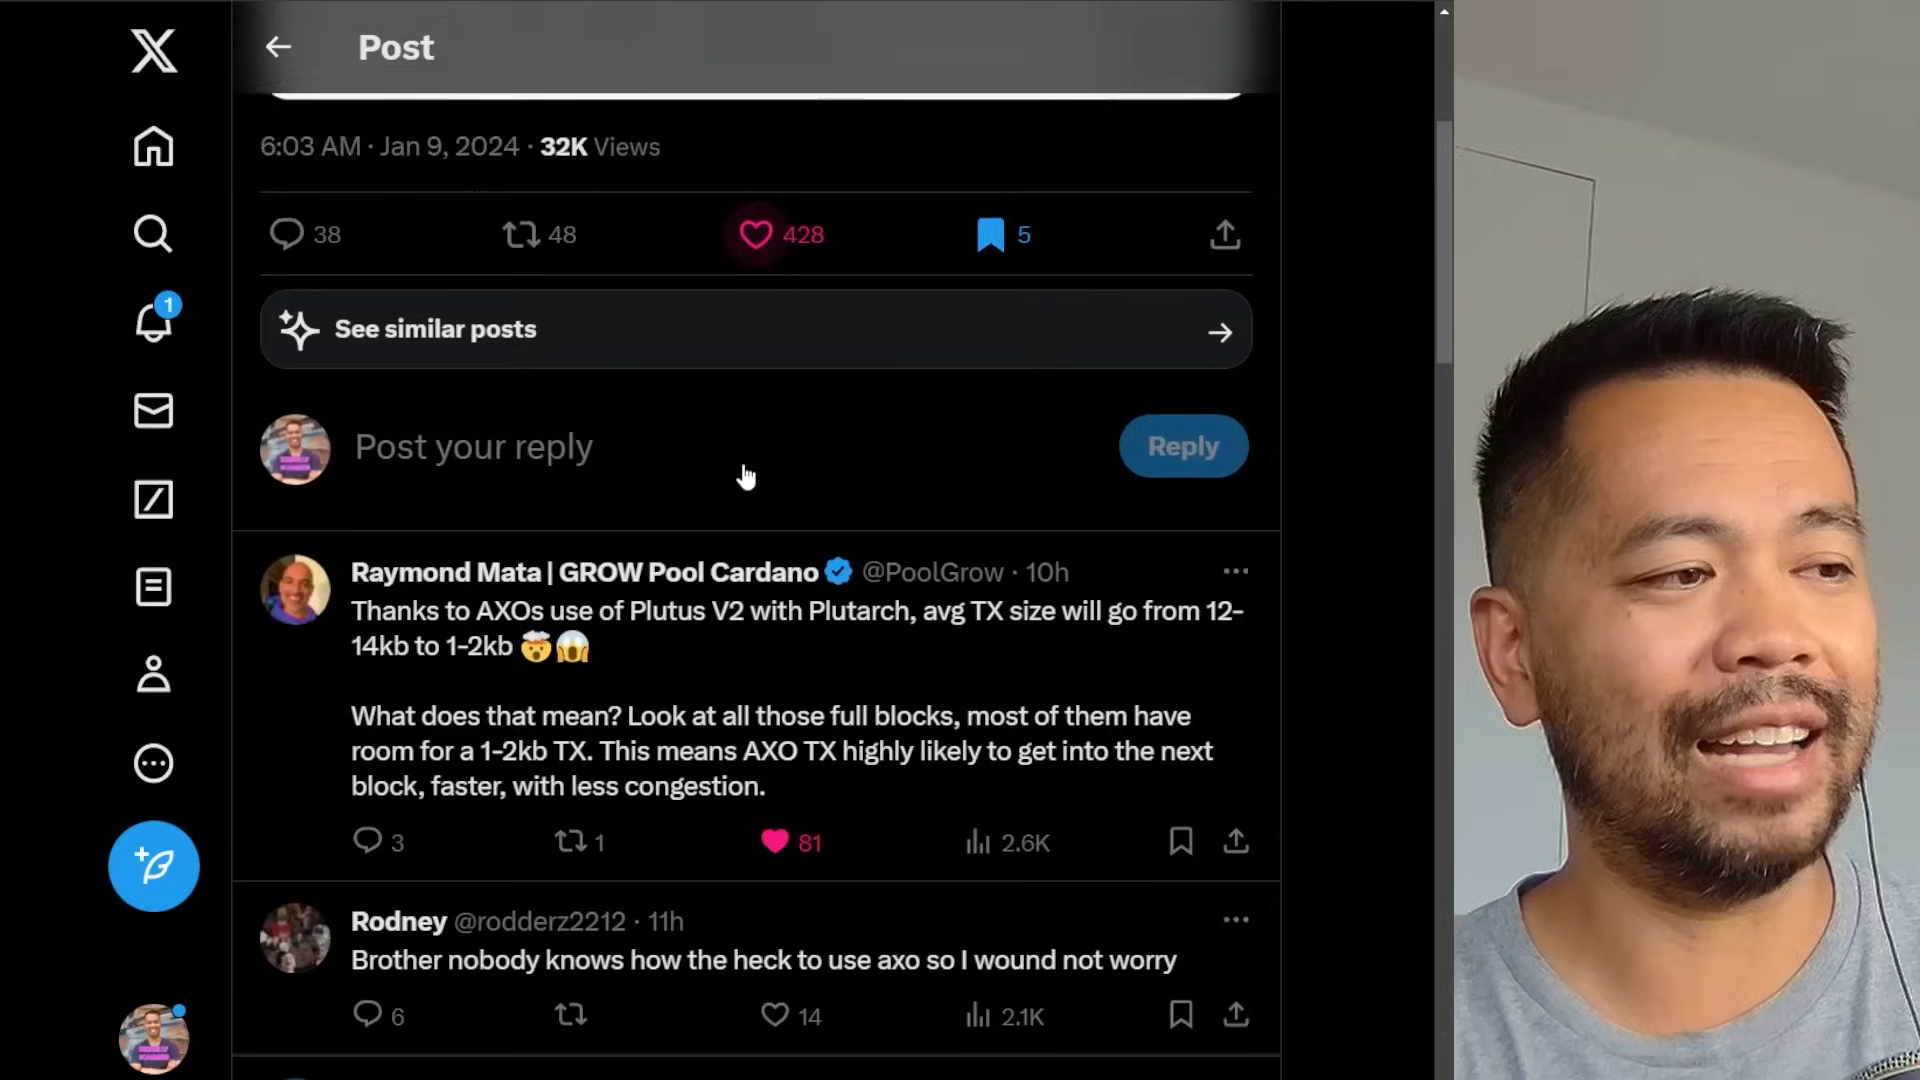 Post
6:03 AM · Jan 9, 2024 · 32K Views
38
48
428
5
See similar posts
1
Post your reply
Reply
Raymond Mata | GROW Pool Cardano @PoolGrow · 10h
Thanks to AXOs use of Plutus V2 with Plutarch, avg TX size will go from 12-
14kb to 1-2kb 🤯😱
What does that mean? Look at all those full blocks, most of them have
room for a 1-2kb TX. This means AXO TX highly likely to get into the next
block, faster, with less congestion.
3
1
81
2.6K
Rodney @rodderz2212 · 11h
Brother nobody knows how the heck to use axo so I wound not worry
6
14
2.1K